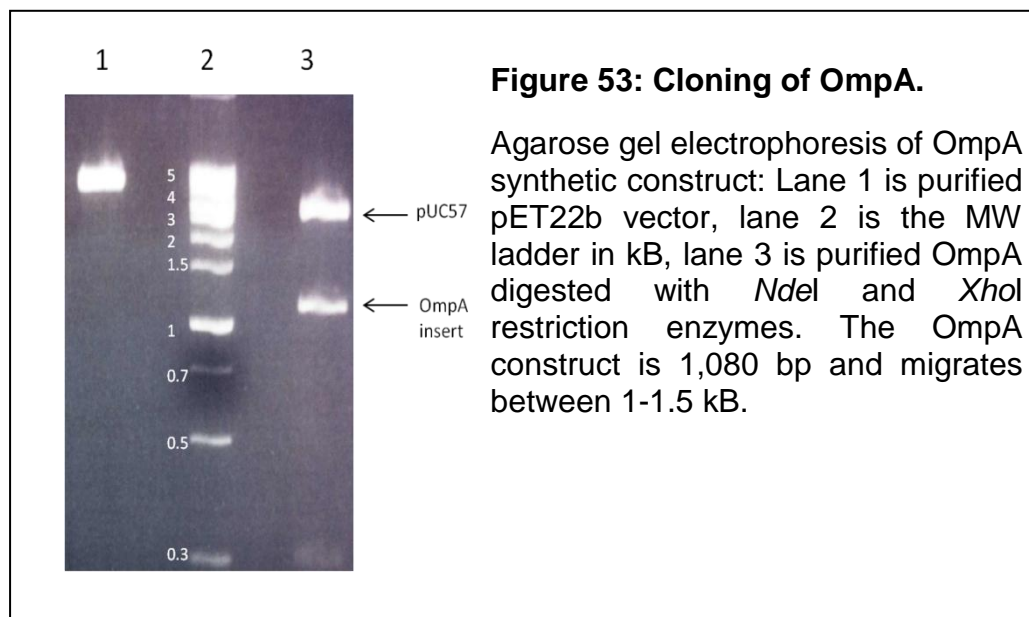 1 2 3
5
4
3
2
1.5
1
0.7
0.5
0.3
pUC57
OmpA
insert
Figure 53: Cloning of OmpA.
Agarose gel electrophoresis of OmpA
synthetic construct: Lane 1 is purified
pET22b vector, lane 2 is the MW
ladder in kB, lane 3 is purified OmpA
digested with NdeI and XhoI
restriction enzymes. The OmpA
construct is 1,080 bp and migrates
between 1-1.5 kB.